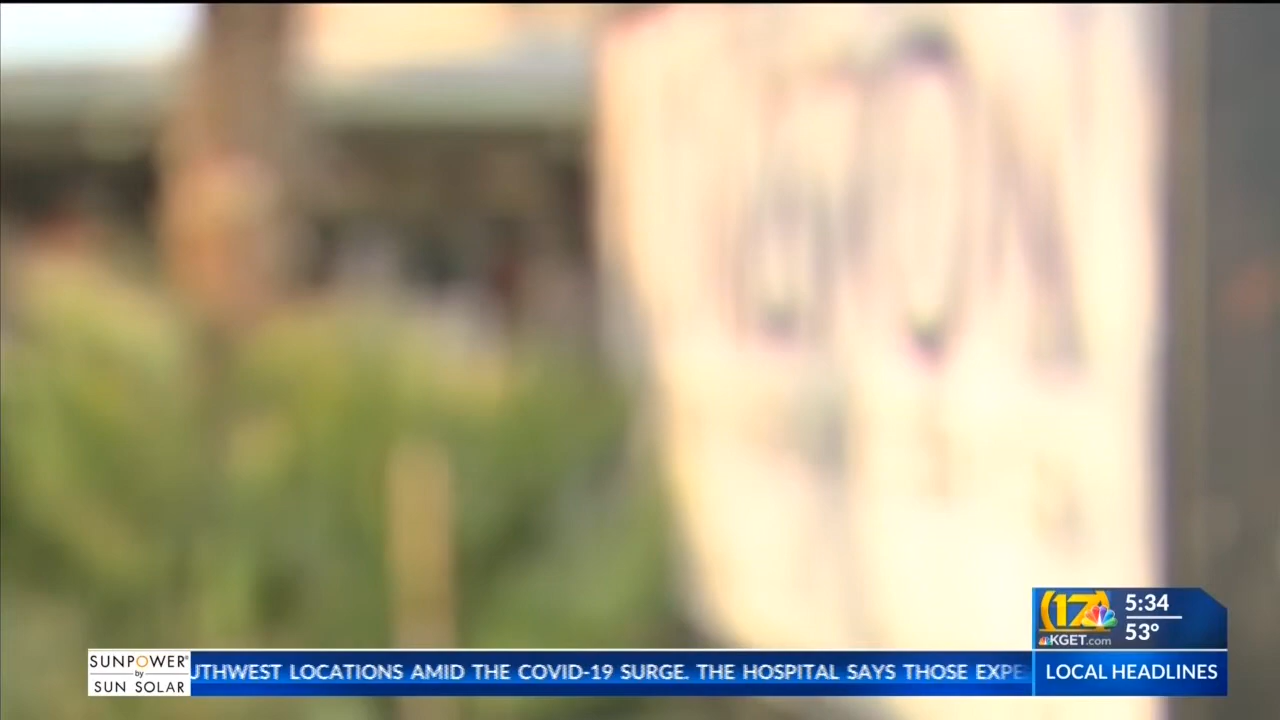 17
5:34
KGET.com
53°
SUNPOWER®
by
SUN SOLAR
UTHWEST LOCATIONS AMID THE COVID-19 SURGE. THE HOSPITAL SAYS THOSE EXPE
LOCAL HEADLINES